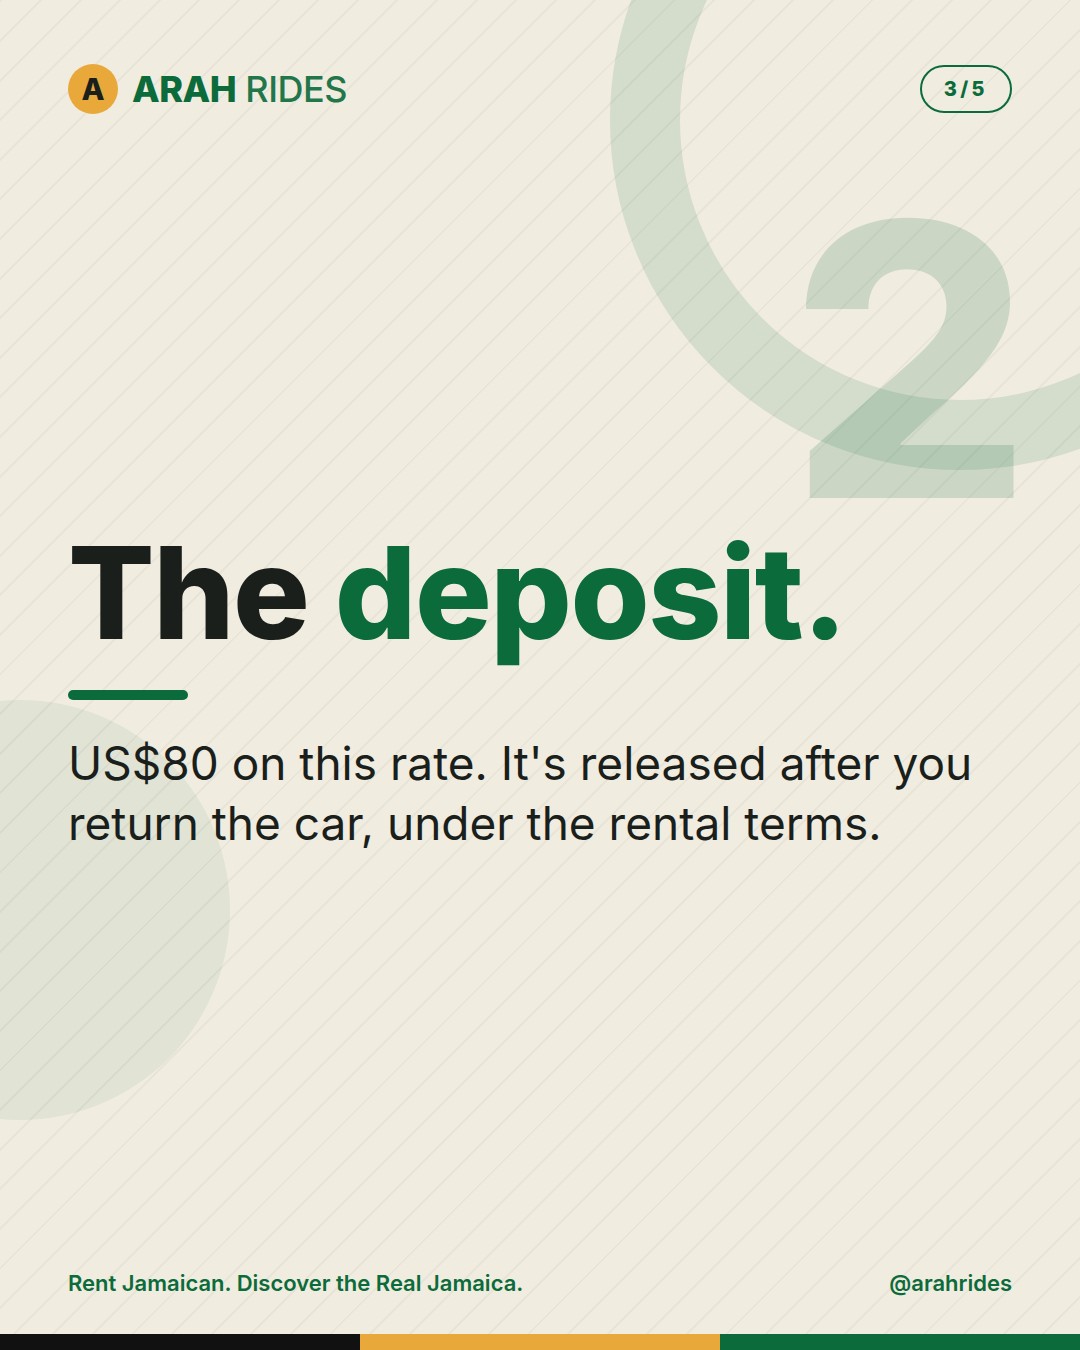 A ARAH RIDES
3/5
2
The deposit.
US$80 on this rate. It's released after you
return the car, under the rental terms.
Rent Jamaican. Discover the Real Jamaica.
@arahrides